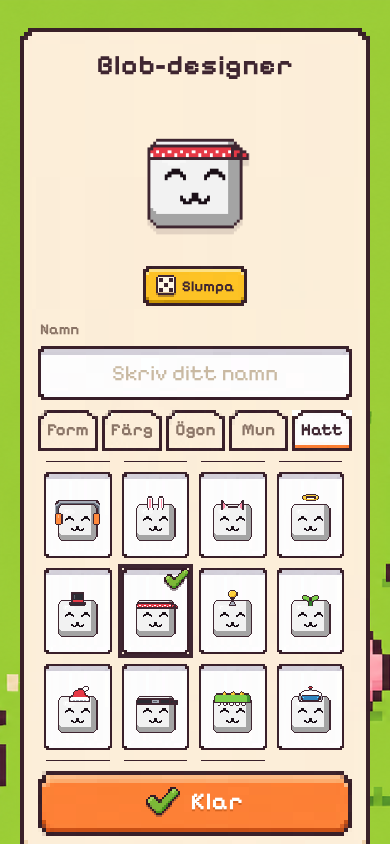 Blob-designer
Slumpa
Namn
Skriv ditt namn
Form Färg Ögon Mun Hatt
Klar